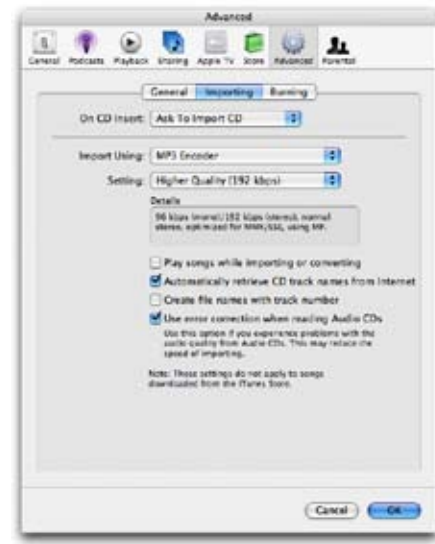 Advanced
General Podcasts Playback Sharing Apple TV Store Advanced Parental
General Importing Burning
On CD Insert: Ask To Import CD
Import Using: MP3 Encoder
Setting: Higher Quality (192 kbps)
Details
96 kbps (mono)/192 kbps (stereo), normal
stereo, optimized for MMX/SSE, using MP.
Play songs while importing or converting
Automatically retrieve CD track names from Internet
Create file names with track number
Use error correction when reading Audio CDs
Use this option if you experience problems with the
audio quality from Audio CDs. This may reduce the
speed of importing.
Note: These settings do not apply to songs
downloaded from the iTunes Store.
Cancel OK